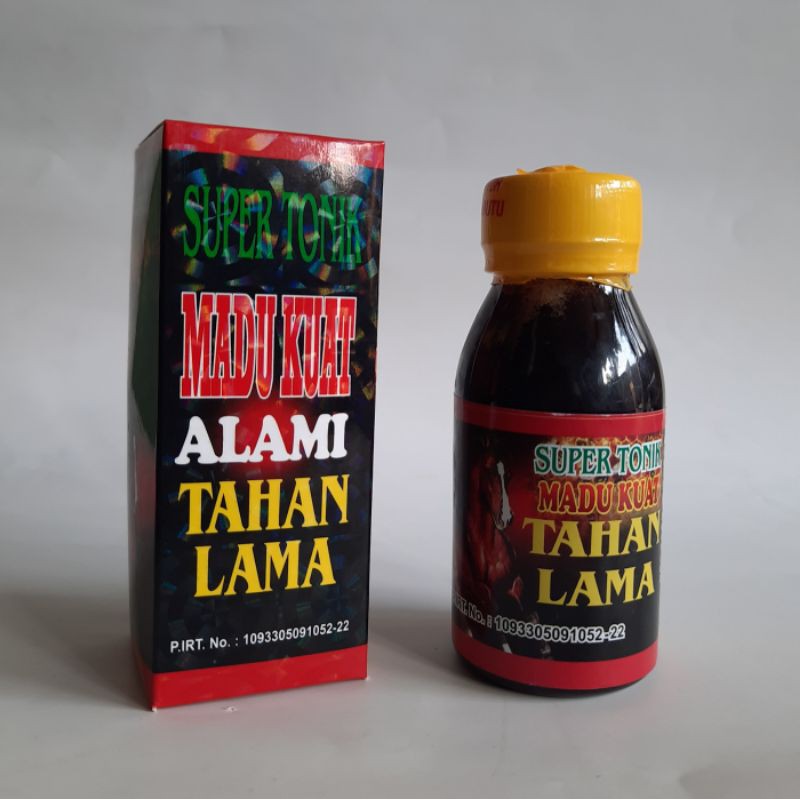 SUPER TONIK
MADU KUAT
ALAMI
TAHAN
LAMA
P.IRT. No. : 1093305091052-22
SUPER TONIK
MADU KUAT
TAHAN
LAMA
P.IRT. No. : 1093305091052-22